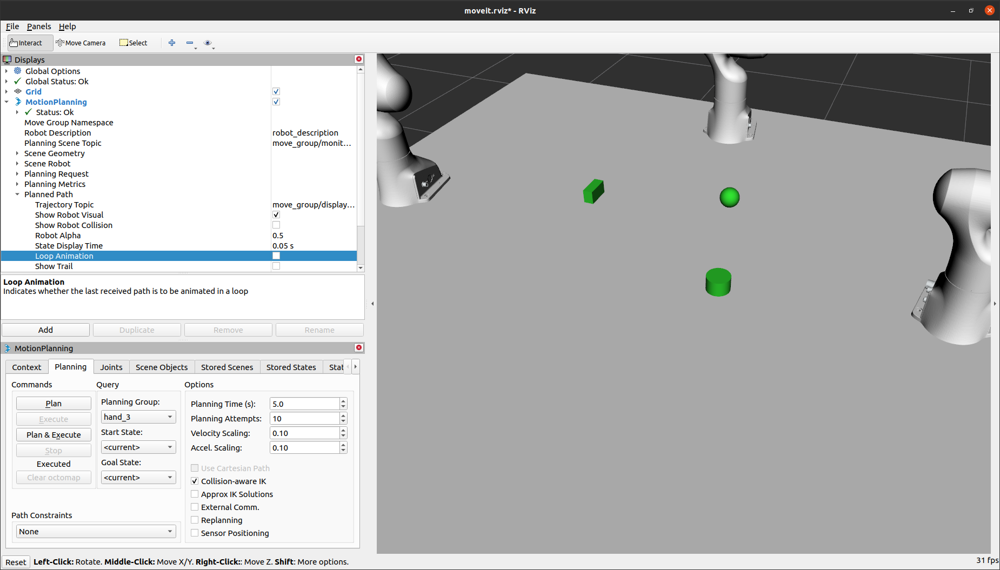 moveit.rviz* - RViz
File Panels Help
Interact Move Camera Select
Displays
Global Options
Global Status: Ok
Grid
MotionPlanning
Status: Ok
Move Group Namespace
Robot Description robot_description
Planning Scene Topic move_group/monit...
Scene Geometry
Scene Robot
Planning Request
Planning Metrics
Planned Path
Trajectory Topic move_group/display...
Show Robot Visual
Show Robot Collision
Robot Alpha 0.5
State Display Time 0.05 s
Loop Animation
Show Trail
Loop Animation
Indicates whether the last received path is to be animated in a loop
Add Duplicate Remove Rename
MotionPlanning
Context Planning Joints Scene Objects Stored Scenes Stored States Stat
Commands
Plan
Execute
Plan & Execute
Stop
Executed
Clear octomap
Query
Planning Group:
hand_3
Start State:
<current>
Goal State:
<current>
Path Constraints
None
Options
Planning Time (s): 5.0
Planning Attempts: 10
Velocity Scaling: 0.10
Accel. Scaling: 0.10
Use Cartesian Path
Collision-aware IK
Approx IK Solutions
External Comm.
Replanning
Sensor Positioning
Reset Left-Click: Rotate. Middle-Click: Move X/Y. Right-Click:: Move Z. Shift: More options.
31 fps